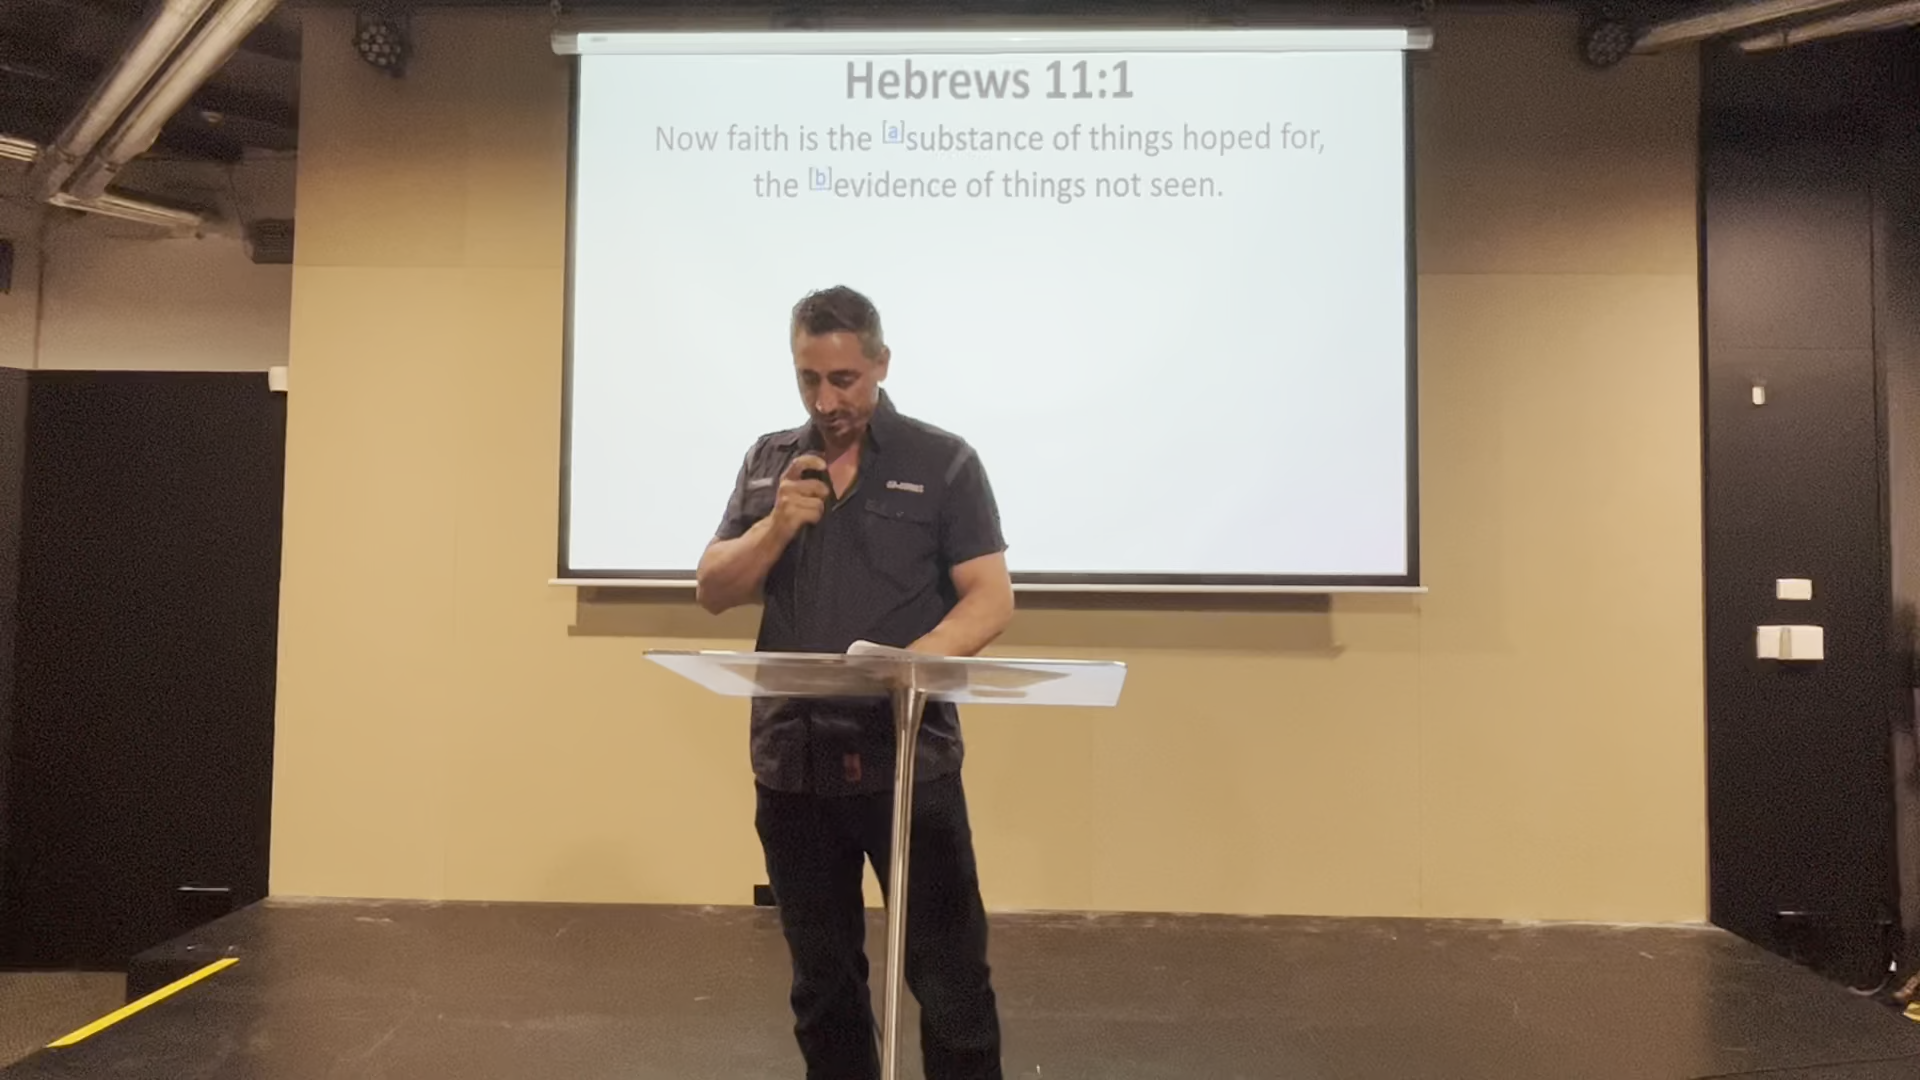 Hebrews 11:1
Now faith is the [a]substance of things hoped for,
the [b]evidence of things not seen.